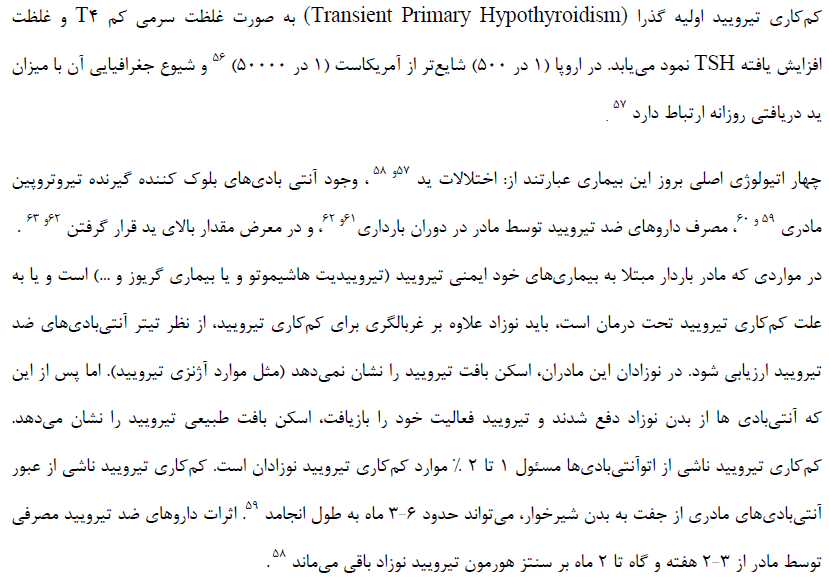 کم‌کاری تیرویید اولیه گذرا (Transient Primary Hypothyroidism) به صورت غلظت سرمی کم T۴ و غلظت
افزایش یافته TSH نمود می‌یابد. در اروپا (۱ در ۵۰۰) شایع‌تر از آمریکاست (۱ در ۵۰۰۰۰) ۵۶ و شیوع جغرافیایی آن با میزان
ید دریافتی روزانه ارتباط دارد ۵۷ .
چهار اتیولوژی اصلی بروز این بیماری عبارتند از: اختلالات ید ۵۷و ۵۸ ، وجود آنتی بادی‌های بلوک کننده گیرنده تیروتروپین
مادری ۵۹ و ۶۰، مصرف داروهای ضد تیرویید توسط مادر در دوران بارداری۶۱و ۶۲، و در معرض مقدار بالای ید قرار گرفتن ۶۲و ۶۳ .
در مواردی که مادر باردار مبتلا به بیماری‌های خود ایمنی تیرویید (تیروییدیت هاشیموتو و یا بیماری گریوز و ...) است و یا به
علت کم‌کاری تیرویید تحت درمان است، باید نوزاد علاوه بر غربالگری برای کم‌کاری تیرویید، از نظر تیتر آنتی‌بادی‌های ضد
تیرویید ارزیابی شود. در نوزادان این مادران، اسکن بافت تیرویید را نشان نمی‌دهد (مثل موارد آژنزی تیرویید). اما پس از این
که آنتی‌بادی ها از بدن نوزاد دفع شدند و تیرویید فعالیت خود را بازیافت، اسکن بافت طبیعی تیرویید را نشان می‌دهد.
کم‌کاری تیرویید ناشی از اتوآنتی‌بادی‌ها مسئول ۱ تا ۲ ٪ موارد کم‌کاری تیرویید نوزادان است. کم‌کاری تیرویید ناشی از عبور
آنتی‌بادی‌های مادری از جفت به بدن شیرخوار، می‌تواند حدود ۶-۳ ماه به طول انجامد ۵۹. اثرات داروهای ضد تیرویید مصرفی
توسط مادر از ۳-۲ هفته و گاه تا ۲ ماه بر سنتز هورمون تیرویید نوزاد باقی می‌ماند ۵۸ .